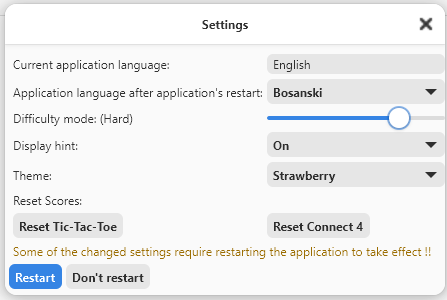 Settings
Current application language: English
Application language after application's restart: Bosanski
Difficulty mode: (Hard)
Display hint: On
Theme: Strawberry
Reset Scores:
Reset Tic-Tac-Toe Reset Connect 4
Some of the changed settings require restarting the application to take effect !!
Restart Don't restart